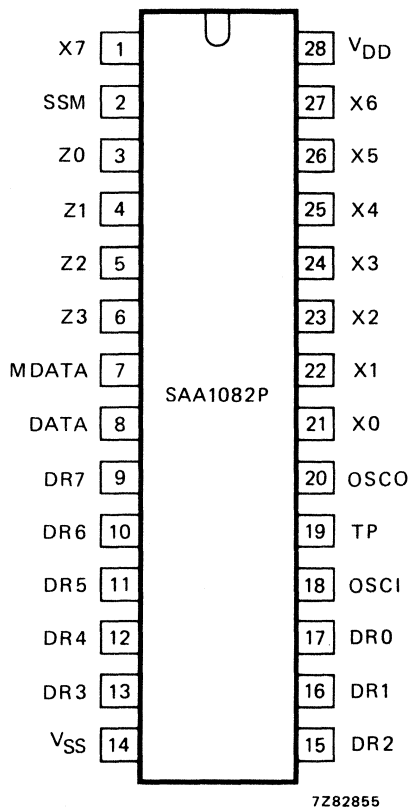 X7 1 28 VDD
SSM 2 27 X6
Z0 3 26 X5
Z1 4 25 X4
Z2 5 24 X3
Z3 6 23 X2
MDATA 7 22 X1
SAA1082P
DATA 8 21 X0
DR7 9 20 OSCO
DR6 10 19 TP
DR5 11 18 OSCI
DR4 12 17 DR0
DR3 13 16 DR1
VSS 14 15 DR2
7Z82855